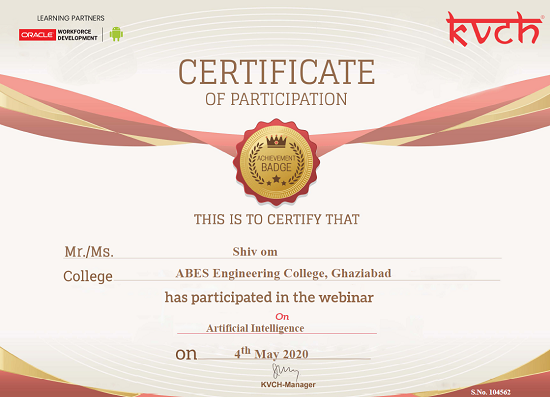 LEARNING PARTNERS
ORACLE WORKFORCE
DEVELOPMENT
kvch
CERTIFICATE
OF PARTICIPATION
ACHIEVEMENT
BADGE
THIS IS TO CERTIFY THAT
Mr./Ms. Shiv om
College ABES Engineering College, Ghaziabad
has participated in the webinar
On
Artificial Intelligence
on 4th May 2020
KVCH-Manager
S.No. 104562